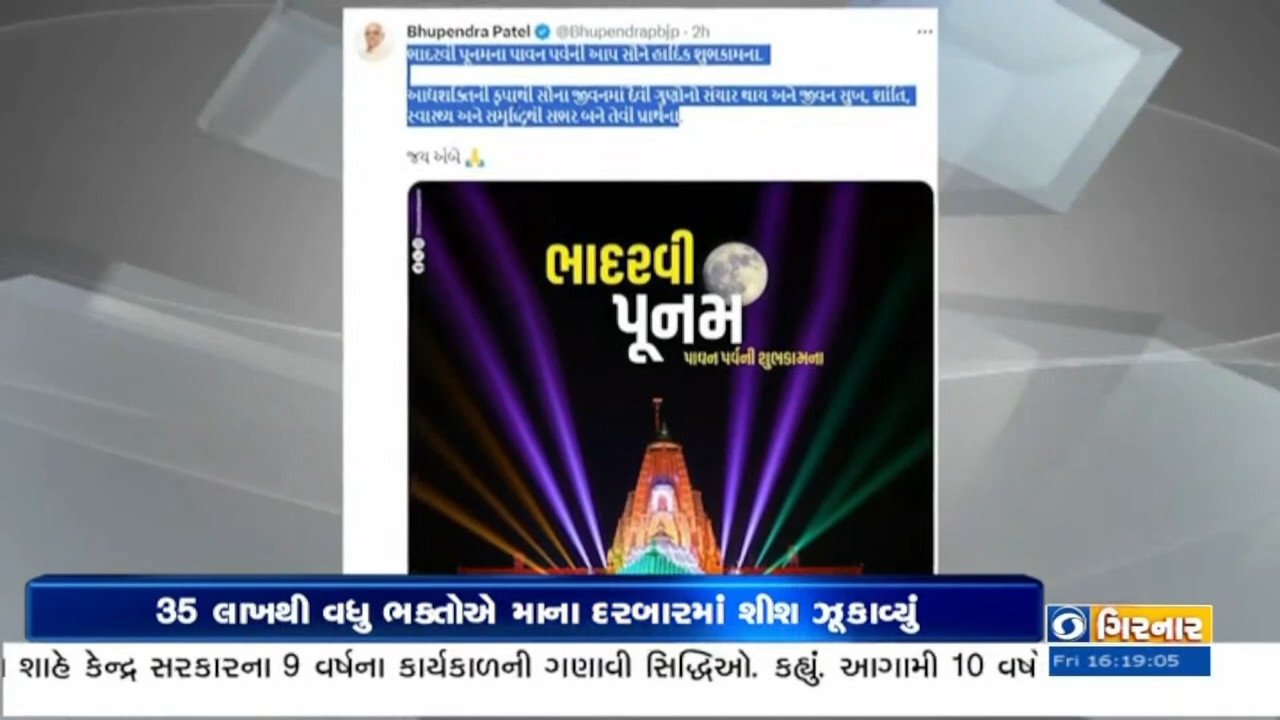 Bhupendra Patel @Bhupendrapbjp · 2h
ભાદરવી પૂનમના પાવન પર્વની આપ સૌને હાર્દિક શુભકામના.
આદ્યશક્તિની કૃપાથી સૌના જીવનમાં દૈવી ગુણોનો સંચાર થાય અને જીવન સુખ, શાંતિ,
સ્વાસ્થ્ય અને સમૃદ્ધિથી સભર બને તેવી પ્રાર્થના
જય અંબે 🙏
ભાદરવી
પૂનમ
પાવન પર્વની શુભકામના
35 લાખથી વધુ ભક્તોએ માના દરબારમાં શીશ ઝૂકાવ્યું
ગિરનાર
શાહે કેન્દ્ર સરકારના 9 વર્ષના કાર્યકાળની ગણાવી સિદ્ધિઓ. કહ્યું. આગામી 10 વર્ષે
Fri 16:19:05